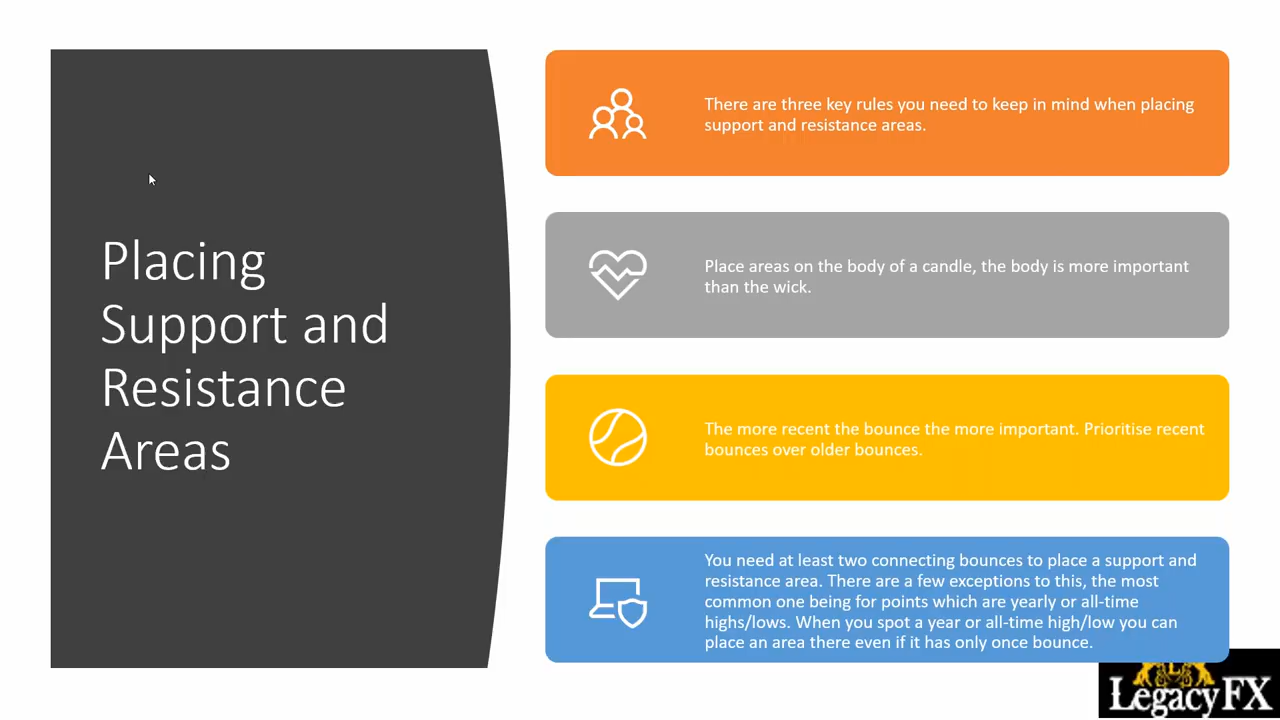 Placing
Support and
Resistance
Areas
There are three key rules you need to keep in mind when placing
support and resistance areas.
Place areas on the body of a candle, the body is more important
than the wick.
The more recent the bounce the more important. Prioritise recent
bounces over older bounces.
You need at least two connecting bounces to place a support and
resistance area. There are a few exceptions to this, the most
common one being for points which are yearly or all-time
highs/lows. When you spot a year or all-time high/low you can
place an area there even if it has only once bounce.
LegacyFX